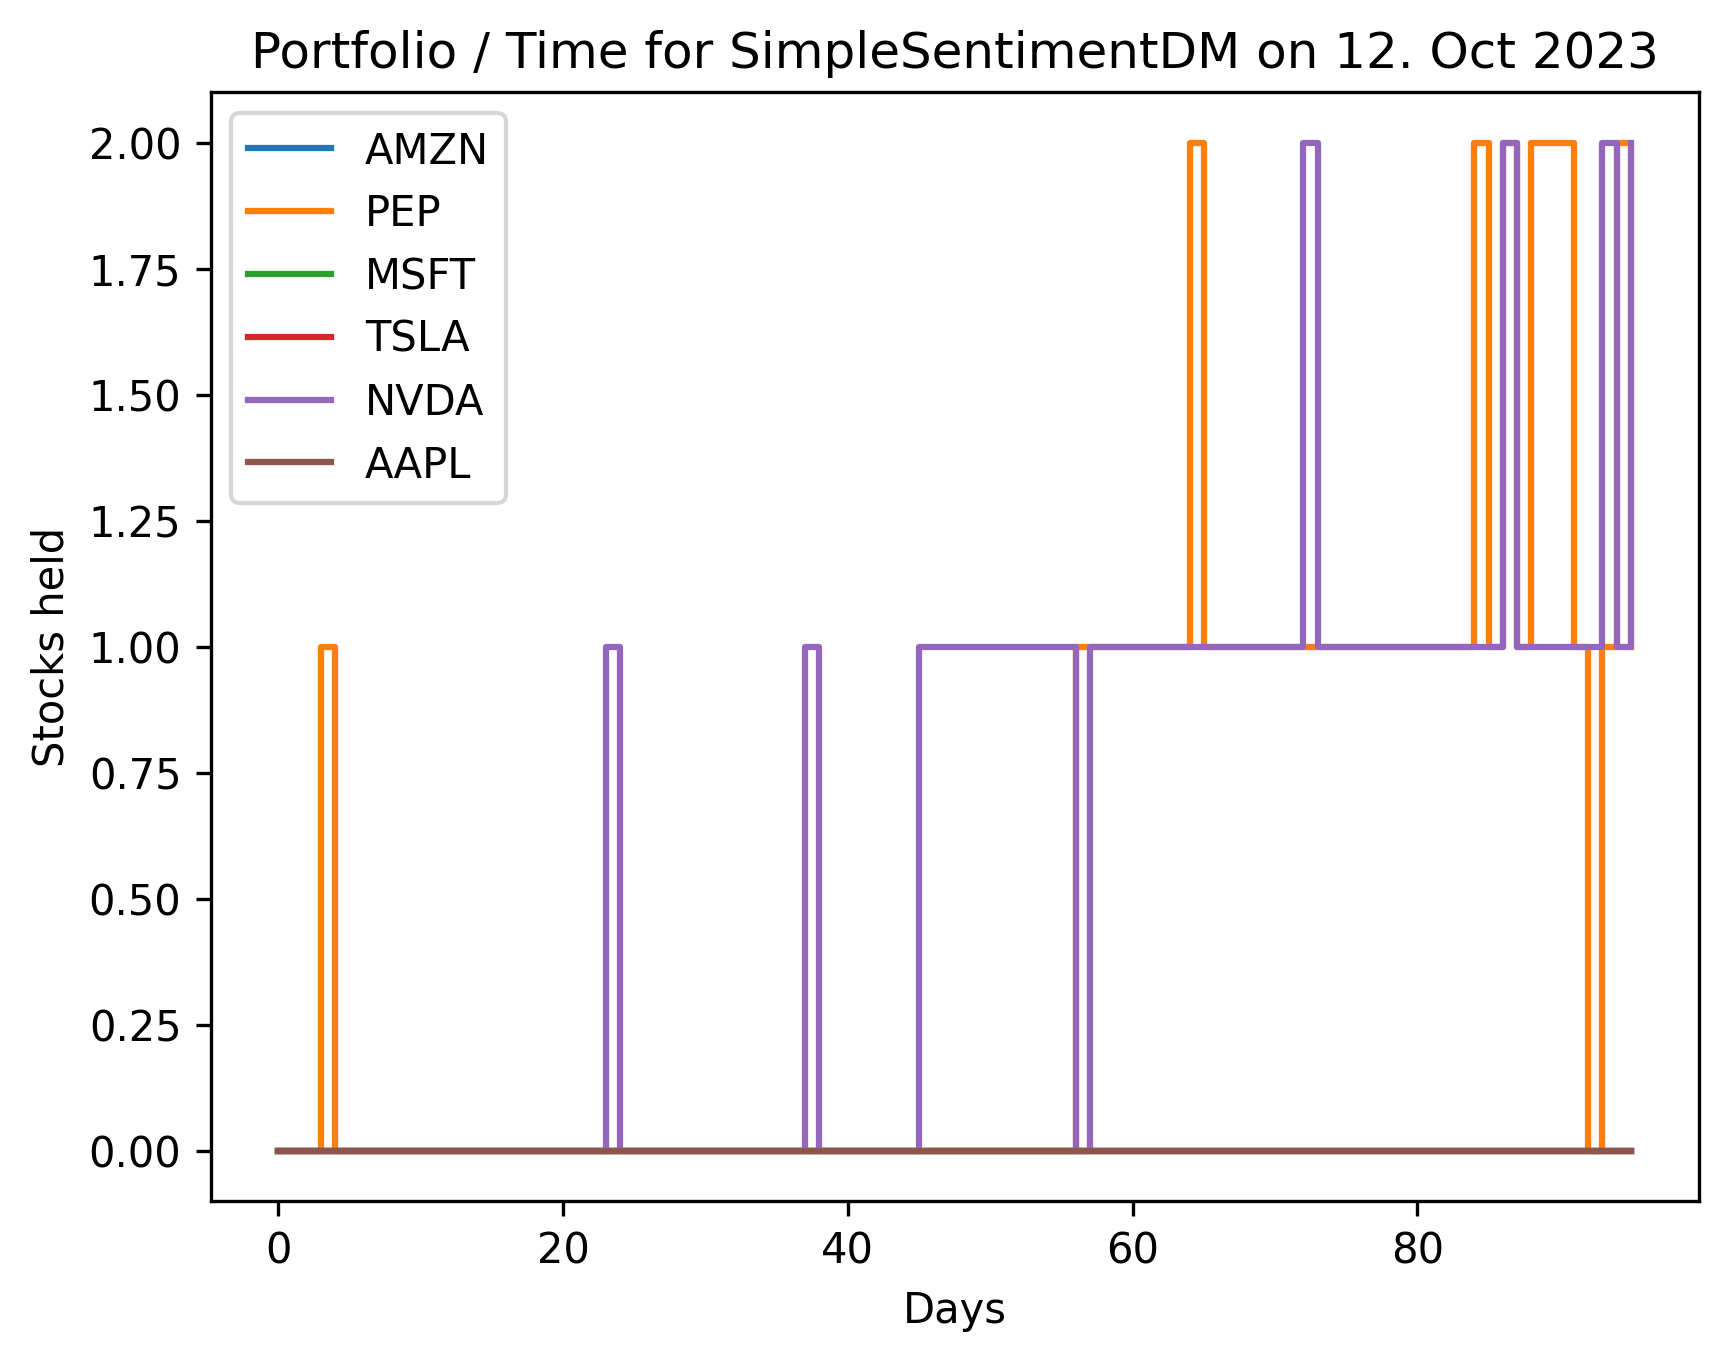 Portfolio / Time for SimpleSentimentDM on 12. Oct 2023
AMZN
PEP
MSFT
TSLA
NVDA
AAPL
2.00
1.75
1.50
1.25
1.00
0.75
0.50
0.25
0.00
Stocks held
0 20 40 60 80
Days